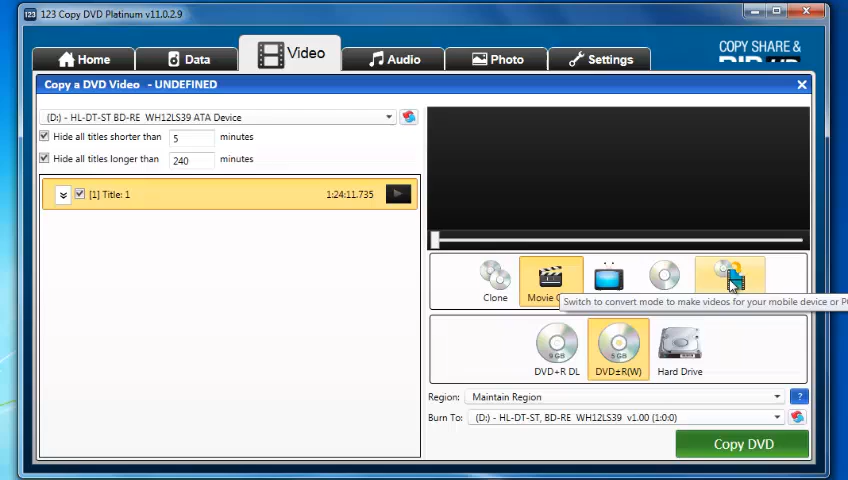 123 Copy DVD Platinum v11.0.2.9
Home
Data
Video
Audio
Photo
Settings
COPY SHARE &
Copy a DVD Video - UNDEFINED
(D:) - HL-DT-ST BD-RE WH12LS39 ATA Device
Hide all titles shorter than 5 minutes
Hide all titles longer than 240 minutes
[1] Title: 1 1:24:11.735
Clone
Movie
Switch to convert mode to make videos for your mobile device or
9 GB
5 GB
DVD+R DL
DVD±R(W)
Hard Drive
Region: Maintain Region
?
Burn To: (D:) - HL-DT-ST, BD-RE WH12LS39 v1.00 (1:0:0)
Copy DVD